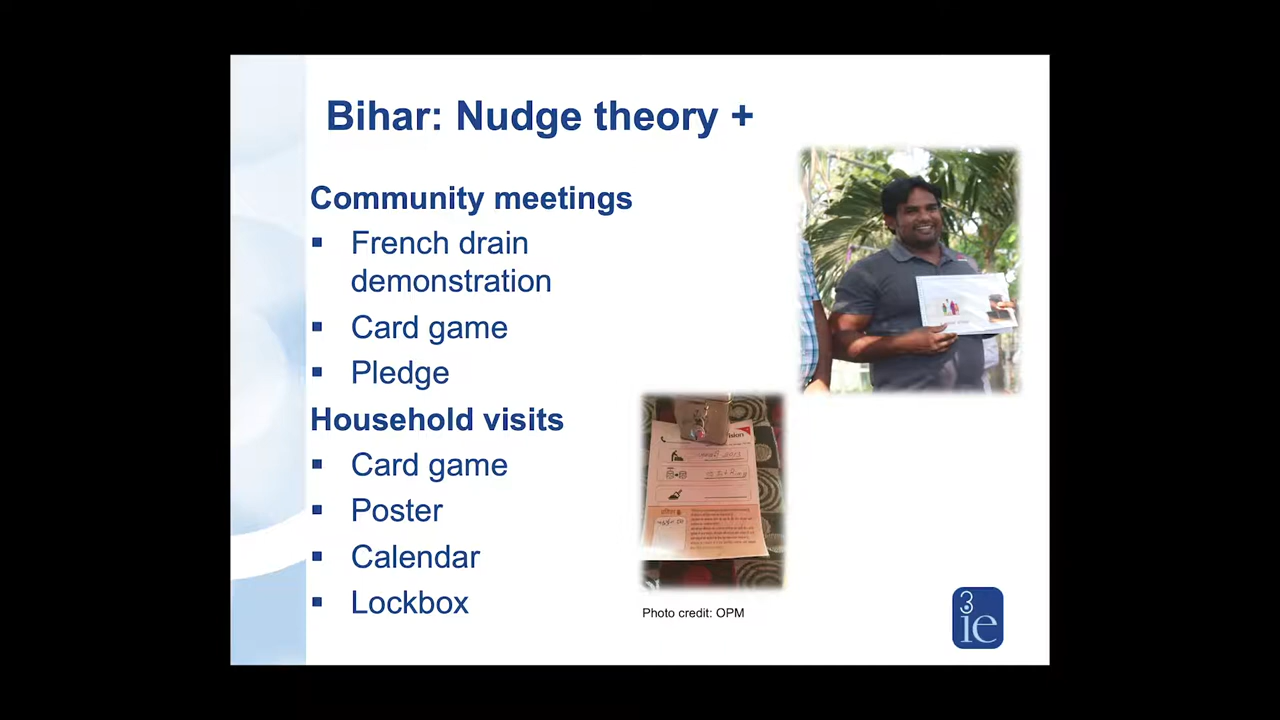 Bihar: Nudge theory +
Community meetings
▪ French drain
demonstration
▪ Card game
▪ Pledge
Household visits
▪ Card game
▪ Poster
▪ Calendar
▪ Lockbox
Photo credit: OPM
3ie